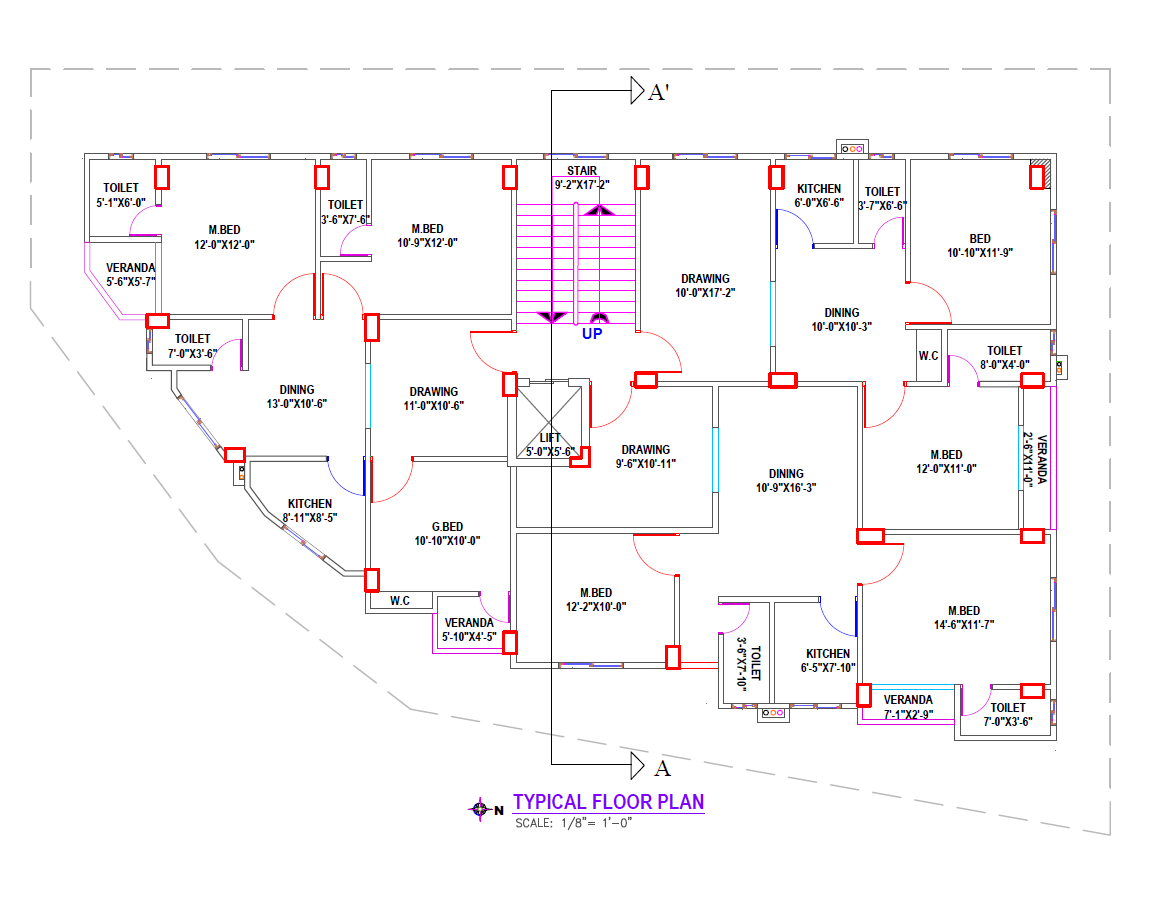 A'
STAIR
9'-2"X17'-2"
TOILET
5'-1"X6'-0"
M.BED
12'-0"X12'-0"
TOILET
3'-6"X7'-6"
M.BED
10'-9"X12'-0"
KITCHEN
6'-0"X6'-6"
TOILET
3'-7"X6'-6"
BED
10'-10"X11'-9"
VERANDA
5'-6"X5'-7"
DRAWING
10'-0"X17'-2"
DINING
10'-0"X10'-3"
UP
TOILET
7'-0"X3'-6"
W.C
TOILET
8'-0"X4'-0"
DINING
13'-0"X10'-6"
DRAWING
11'-0"X10'-6"
LIFT
5'-0"X5'-6"
DRAWING
9'-6"X10'-11"
DINING
10'-9"X16'-3"
M.BED
12'-0"X11'-0"
VERANDA
2'-6"X11'-0"
KITCHEN
8'-11"X8'-5"
G.BED
10'-10"X10'-0"
W.C
VERANDA
5'-10"X4'-5"
M.BED
12'-2"X10'-0"
TOILET
3'-6"X7'-10"
KITCHEN
6'-5"X7'-10"
M.BED
14'-6"X11'-7"
VERANDA
7'-1"X2'-9"
TOILET
7'-0"X3'-6"
A
N
TYPICAL FLOOR PLAN
SCALE: 1/8"= 1'-0"